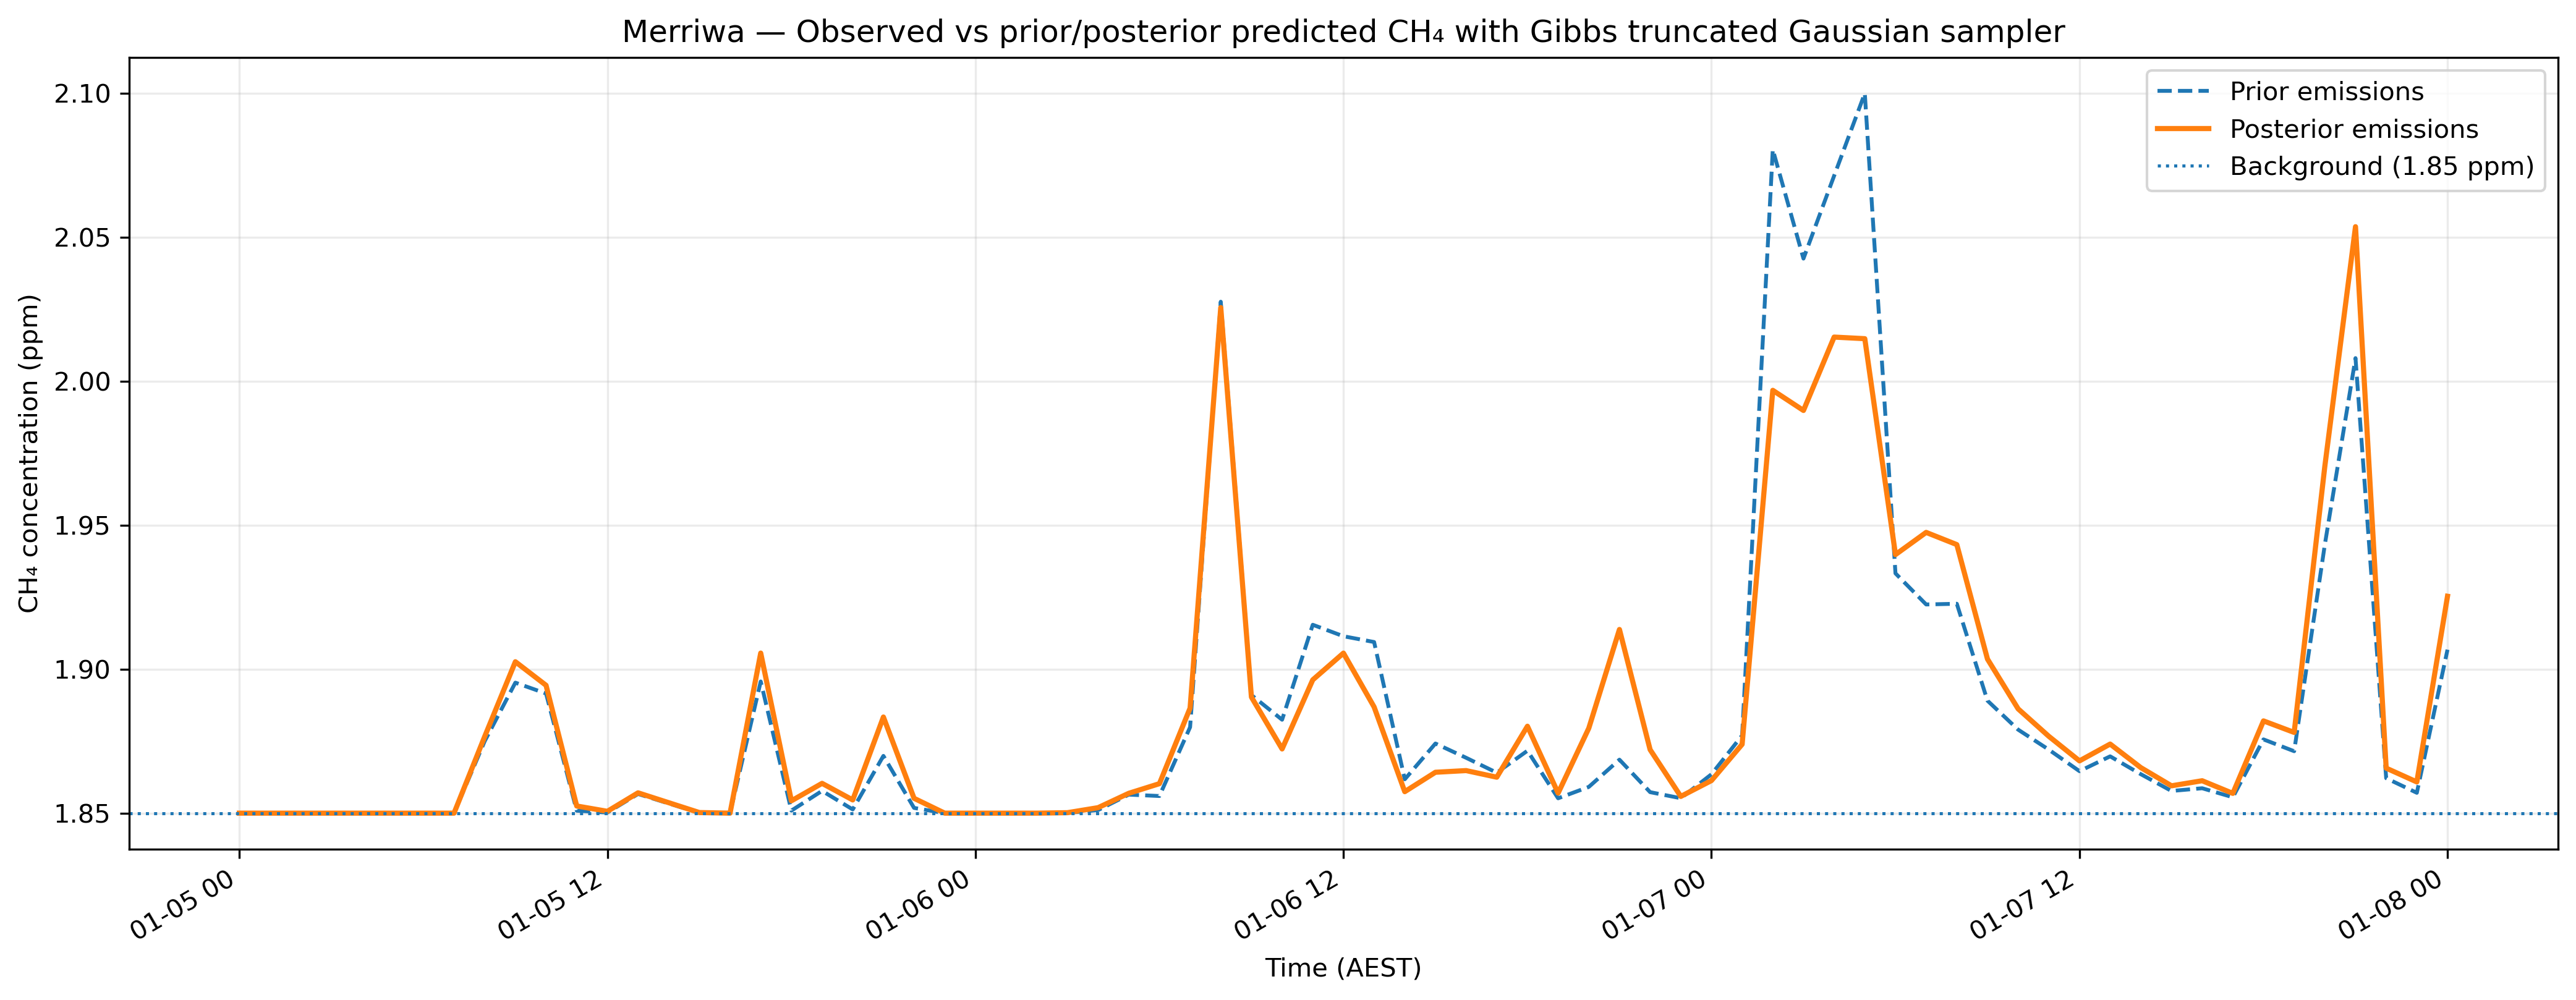 Merriwa — Observed vs prior/posterior predicted CH₄ with Gibbs truncated Gaussian sampler
Prior emissions
Posterior emissions
Background (1.85 ppm)
CH₄ concentration (ppm)
2.10
2.05
2.00
1.95
1.90
1.85
01-05 00
01-05 12
01-06 00
01-06 12
01-07 00
01-07 12
01-08 00
Time (AEST)